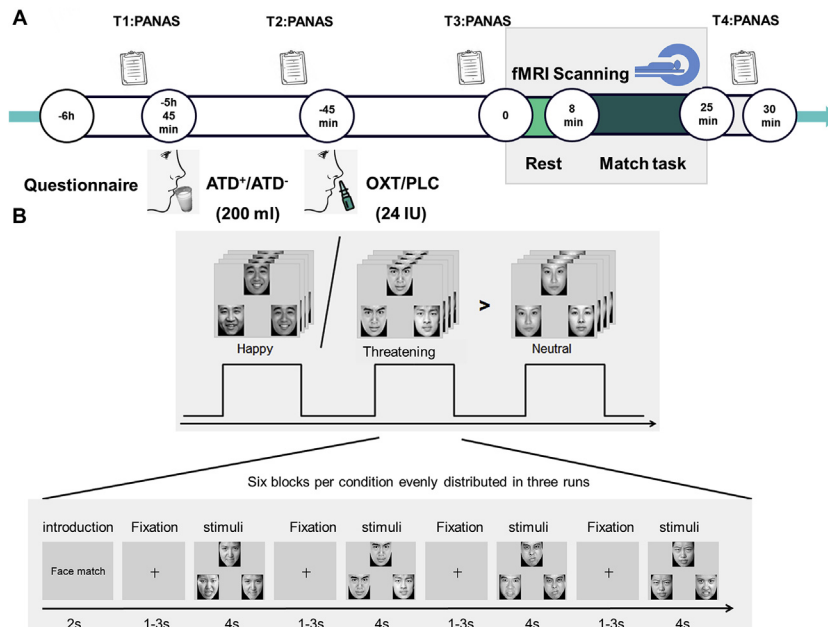 A
T1:PANAS
T2:PANAS
T3:PANAS
T4:PANAS
fMRI Scanning
-6h
-5h
45
min
-45
min
0
8
min
25
min
30
min
Rest
Match task
Questionnaire
ATD⁺/ATD⁻
(200 ml)
OXT/PLC
(24 IU)
B
Happy
/
Threatening
>
Neutral
Six blocks per condition evenly distributed in three runs
introduction Fixation stimuli Fixation stimuli Fixation stimuli Fixation stimuli
Face match + + + +
2s 1-3s 4s 1-3s 4s 1-3s 4s 1-3s 4s